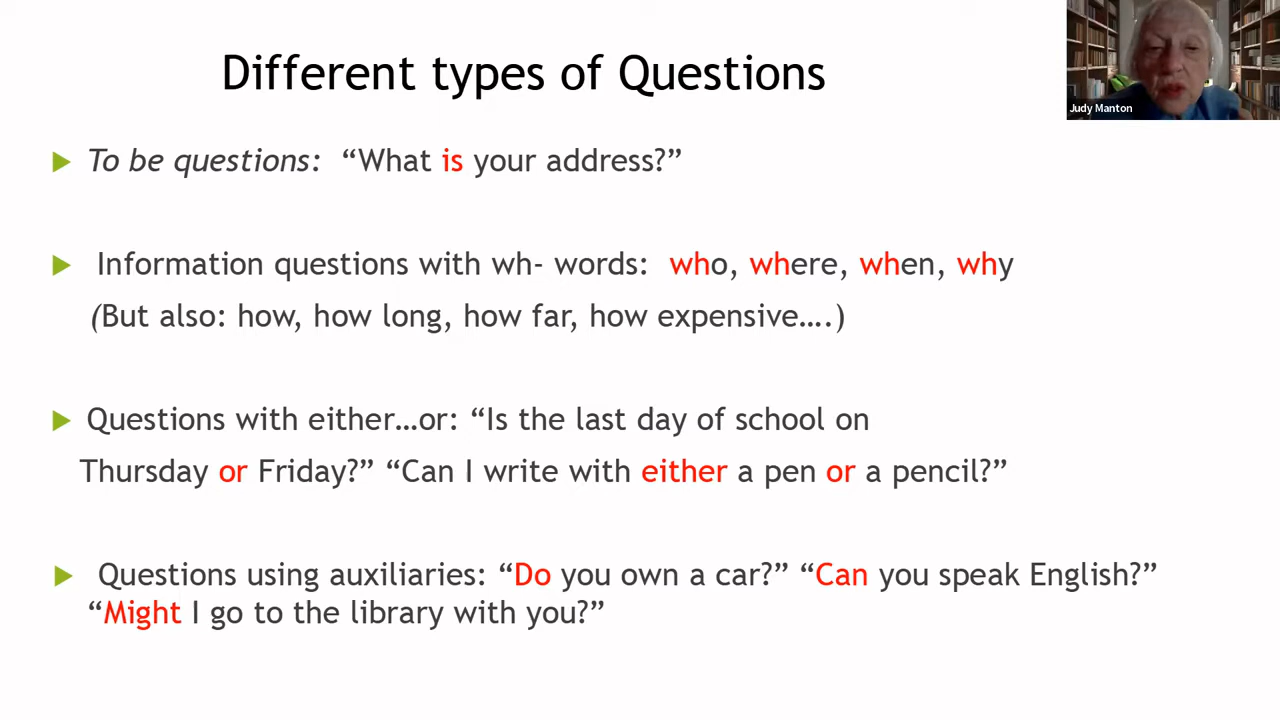 Different types of Questions
Judy Manton
To be questions: “What is your address?”
Information questions with wh- words: who, where, when, why
(But also: how, how long, how far, how expensive….)
Questions with either…or: “Is the last day of school on
Thursday or Friday?” “Can I write with either a pen or a pencil?”
Questions using auxiliaries: “Do you own a car?” “Can you speak English?”
“Might I go to the library with you?”